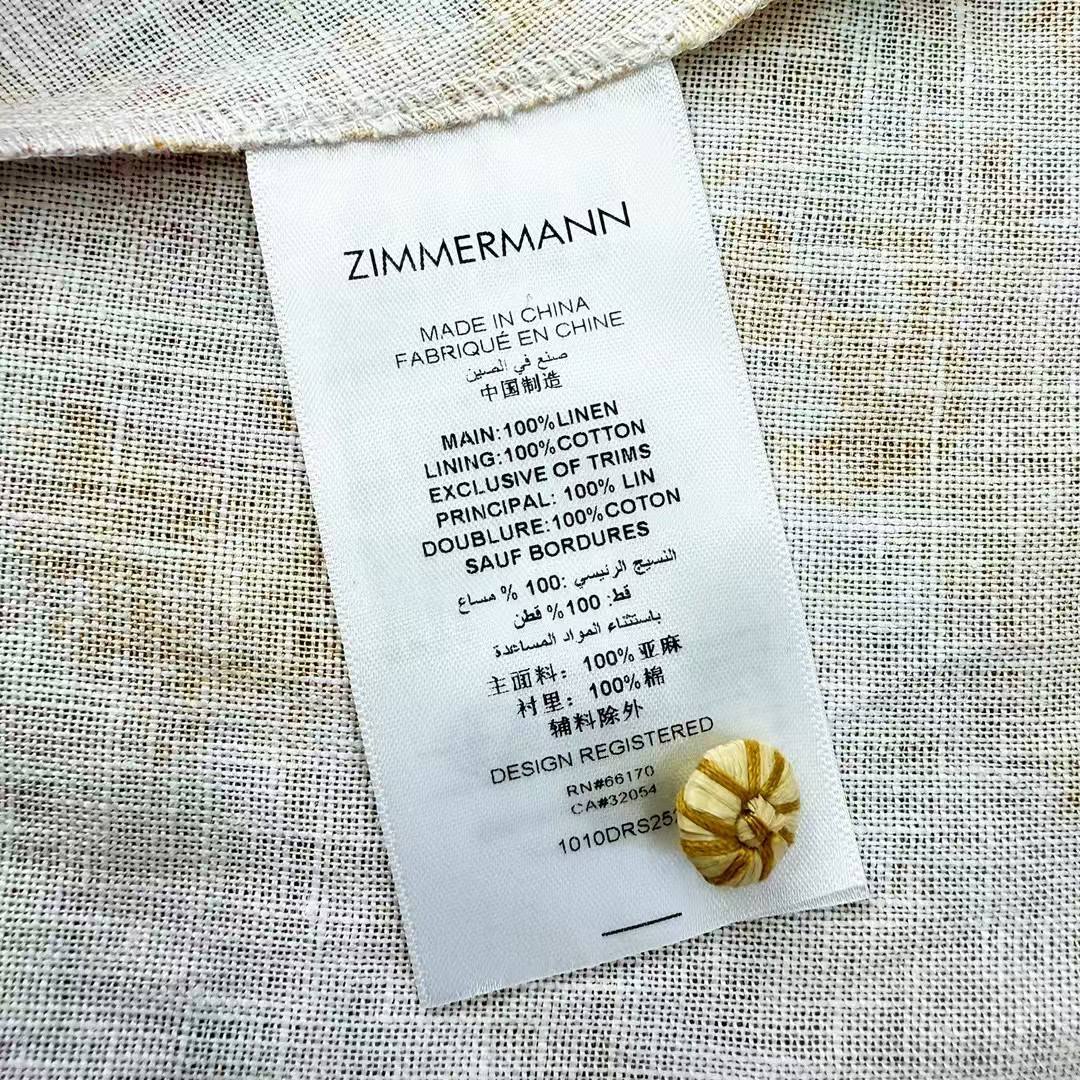 ZIMMERMANN
MADE IN CHINA
FABRIQUÉ EN CHINE
صنع في الصين
中国制造
MAIN:100%LINEN
LINING:100%COTTON
EXCLUSIVE OF TRIMS
PRINCIPAL: 100% LIN
DOUBLURE:100%COTON
SAUF BORDURES
النسيج الرئيسي :100 % مساع
قط: 100% قطن
باستثناء المواد المساعدة
主面料：100%亚麻
衬里：100%棉
辅料除外
DESIGN REGISTERED
RN#66170
CA#32054